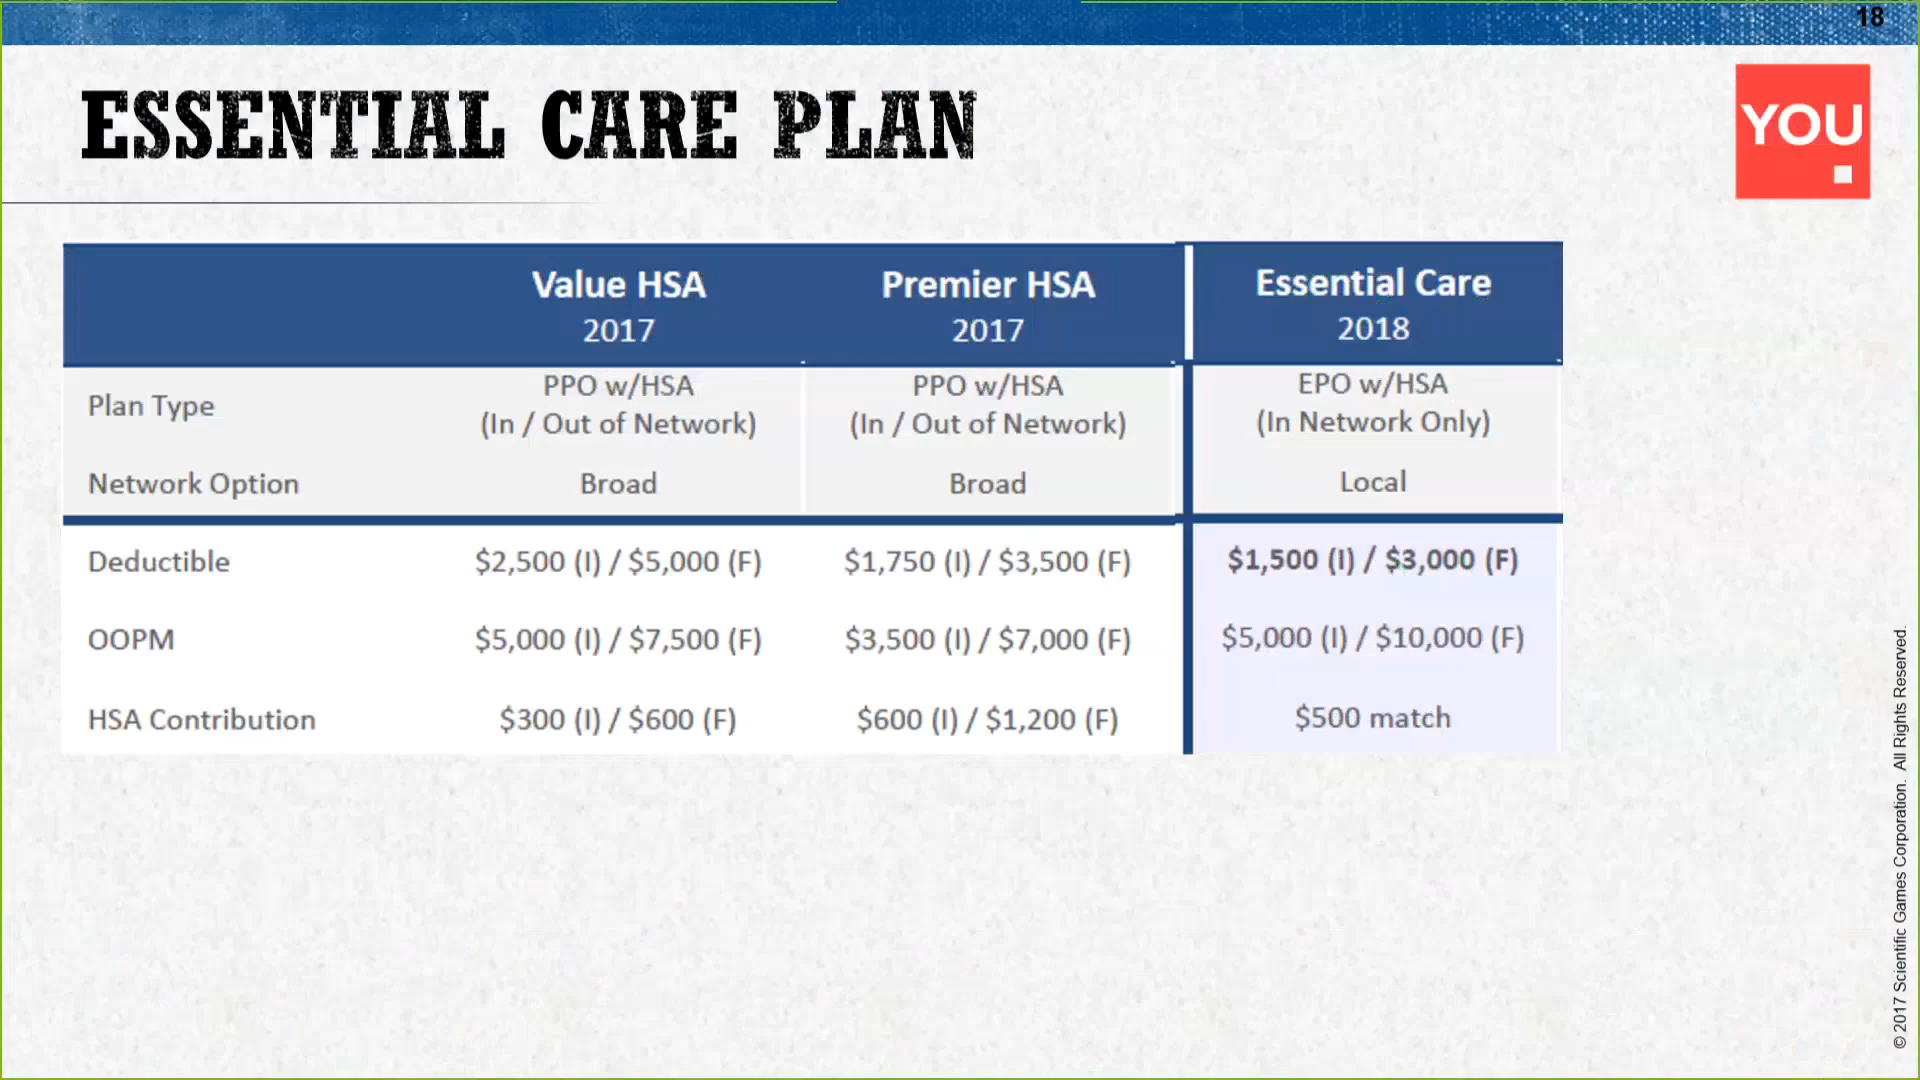 18
ESSENTIAL CARE PLAN
YOU
Value HSA Premier HSA Essential Care
2017 2017 2018
Plan Type PPO w/HSA PPO w/HSA EPO w/HSA
(In / Out of Network) (In / Out of Network) (In Network Only)
Network Option Broad Broad Local
Deductible $2,500 (I) / $5,000 (F) $1,750 (I) / $3,500 (F) $1,500 (I) / $3,000 (F)
OOPM $5,000 (I) / $7,500 (F) $3,500 (I) / $7,000 (F) $5,000 (I) / $10,000 (F)
HSA Contribution $300 (I) / $600 (F) $600 (I) / $1,200 (F) $500 match
© 2017 Scientific Games Corporation. All Rights Reserved.